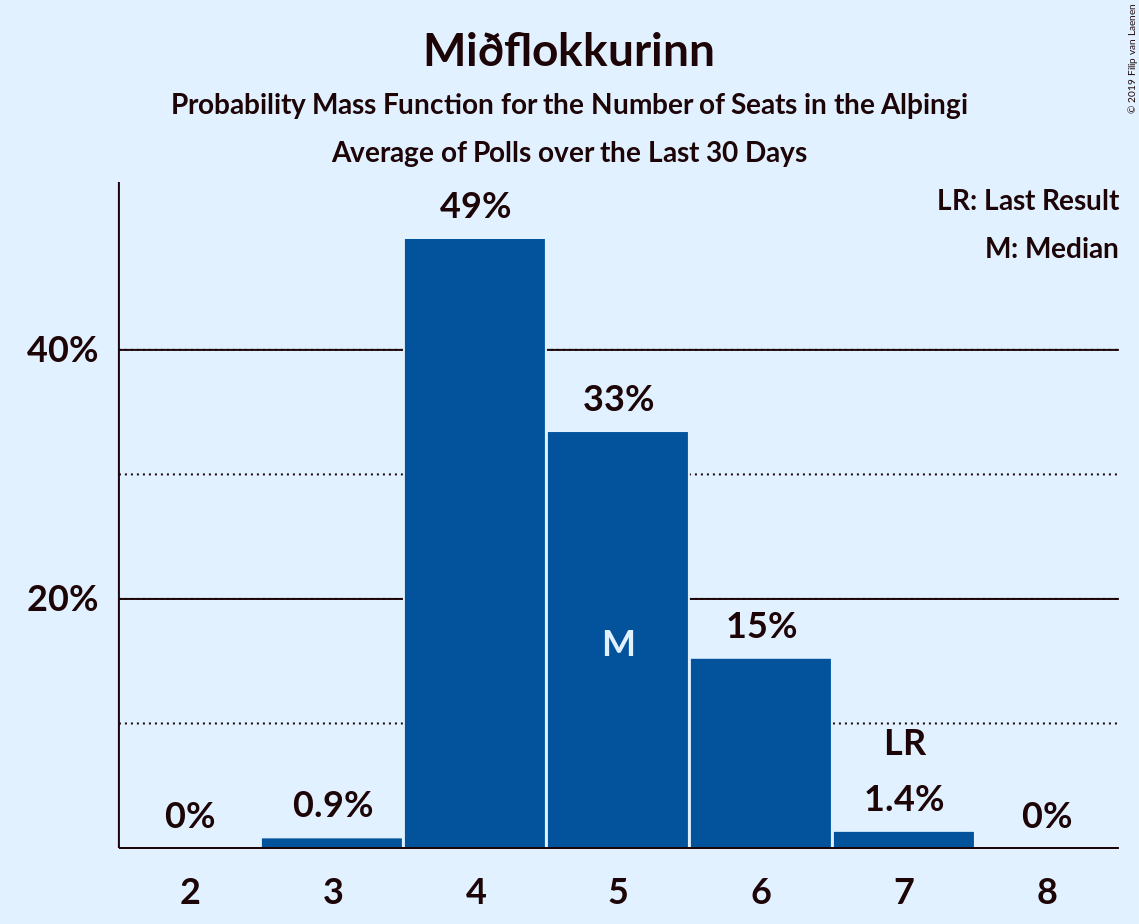 Miðflokkurinn
Probability Mass Function for the Number of Seats in the Alþingi
Average of Polls over the Last 30 Days
© 2019 Filip van Laenen
LR: Last Result
M: Median
49%
40%
33%
20%
15%
M
LR
1.4%
0.9%
0%
0%
2 3 4 5 6 7 8